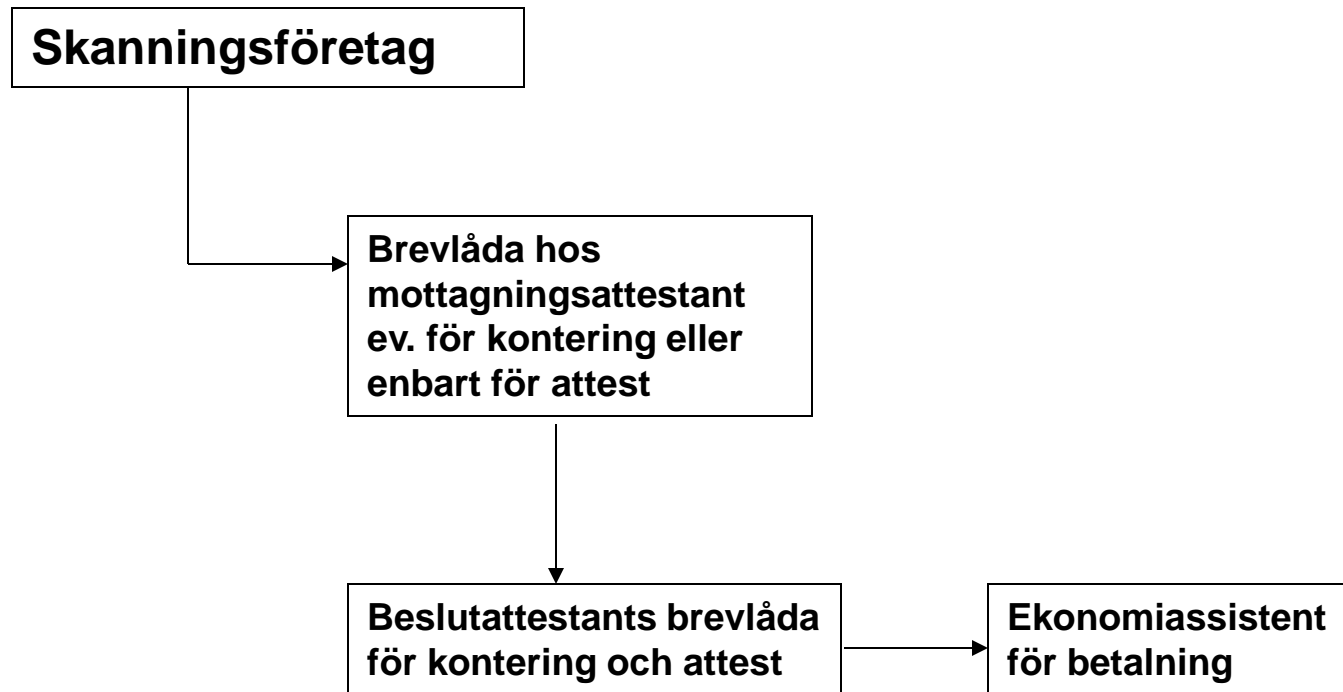 Skanningsföretag
Brevlåda hos
mottagningsattestant
ev. för kontering eller
enbart för attest
Beslutattestants brevlåda
för kontering och attest
Ekonomiassistent
för betalning